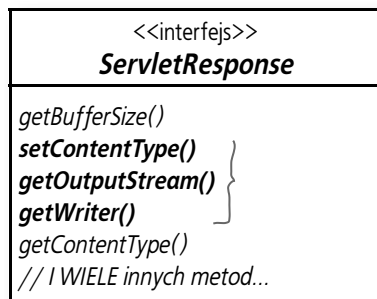 <<interfejs>>
ServletResponse
getBufferSize()
setContentType()
getOutputStream()
getWriter()
getContentType()
// I WIELE innych metod...